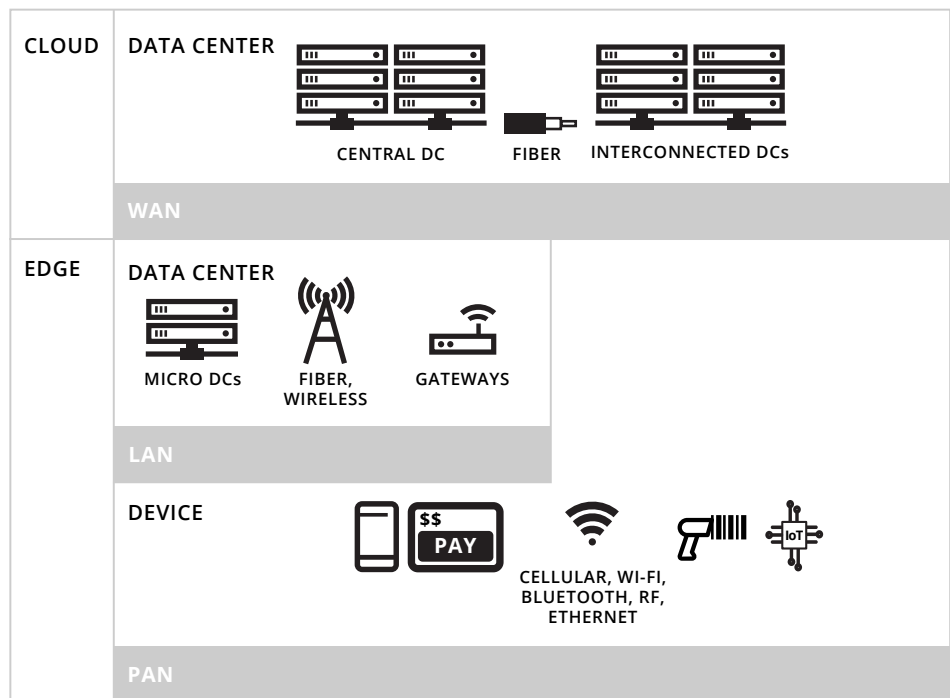 CLOUD
DATA CENTER
CENTRAL DC
FIBER
INTERCONNECTED DCs
WAN
EDGE
DATA CENTER
MICRO DCs
FIBER,
WIRELESS
GATEWAYS
LAN
DEVICE
$$
PAY
IoT
CELLULAR, WI-FI,
BLUETOOTH, RF,
ETHERNET
PAN